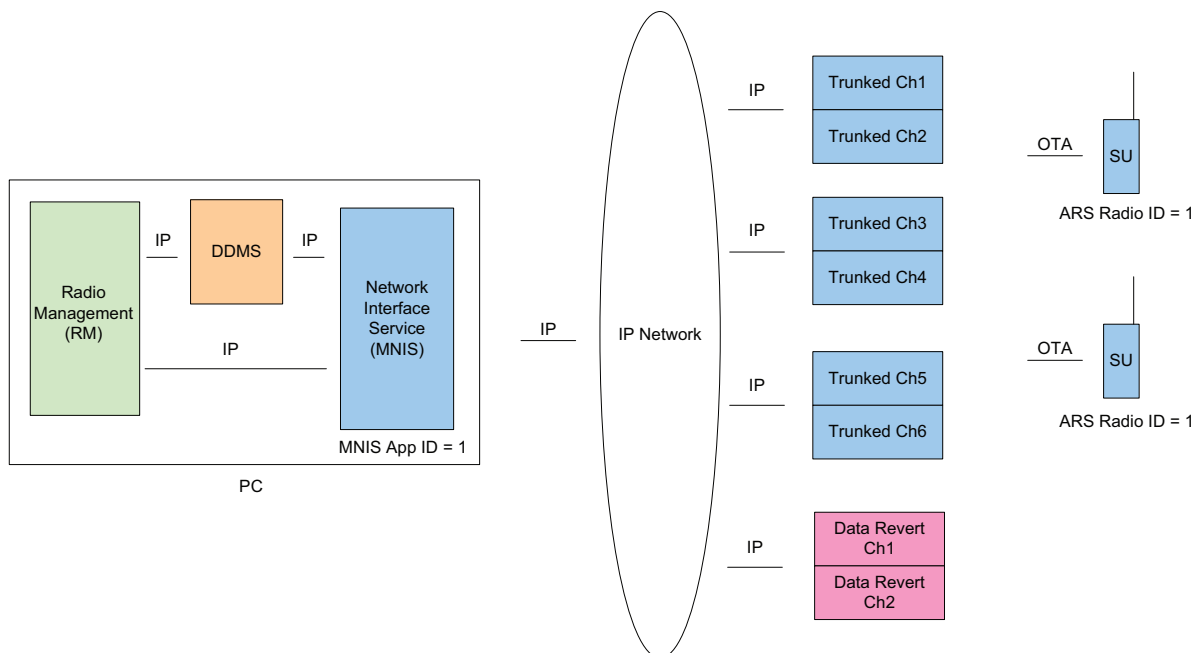 Radio
Management
(RM)
IP
DDMS
IP
Network
Interface
Service
(MNIS)
IP
MNIS App ID = 1
PC
IP
IP Network
IP
Trunked Ch1
Trunked Ch2
IP
Trunked Ch3
Trunked Ch4
IP
Trunked Ch5
Trunked Ch6
IP
Data Revert
Ch1
Data Revert
Ch2
OTA
SU
ARS Radio ID = 1
OTA
SU
ARS Radio ID = 1